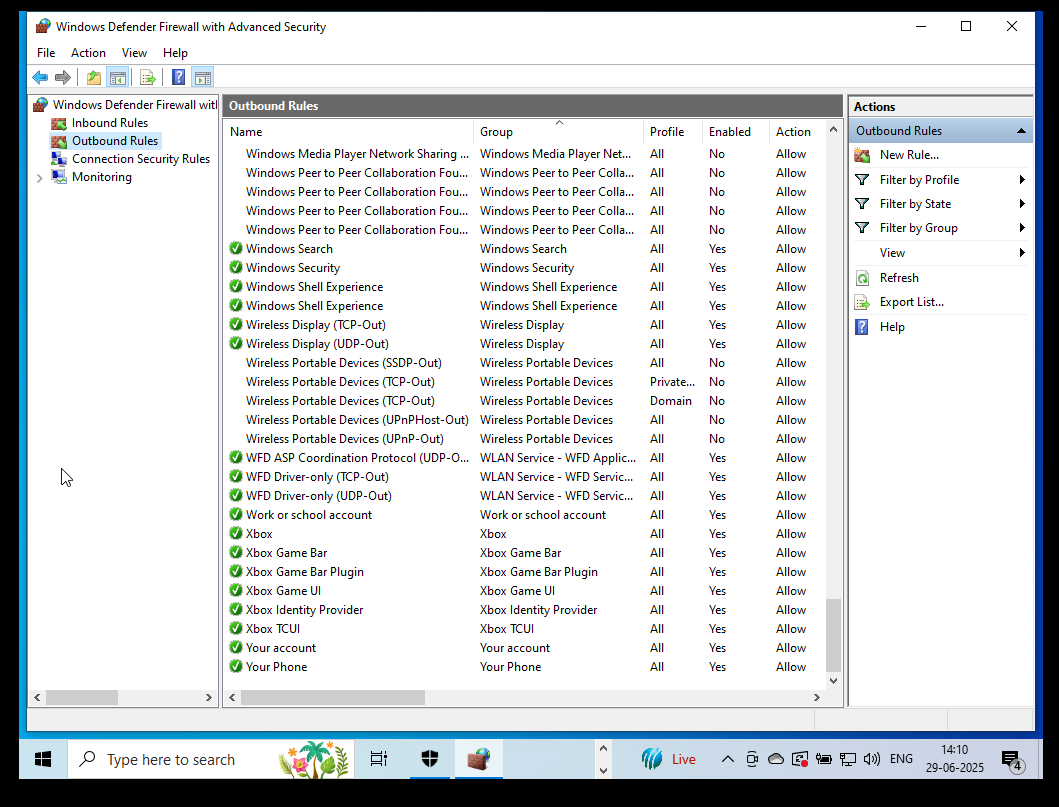 Windows Defender Firewall with Advanced Security
File Action View Help
Windows Defender Firewall witl
Inbound Rules
Outbound Rules
Connection Security Rules
Monitoring
Outbound Rules
Name Group Profile Enabled Action
Windows Media Player Network Sharing ... Windows Media Player Net... All No Allow
Windows Peer to Peer Collaboration Fou... Windows Peer to Peer Colla... All No Allow
Windows Peer to Peer Collaboration Fou... Windows Peer to Peer Colla... All No Allow
Windows Peer to Peer Collaboration Fou... Windows Peer to Peer Colla... All No Allow
Windows Peer to Peer Collaboration Fou... Windows Peer to Peer Colla... All No Allow
Windows Search Windows Search All Yes Allow
Windows Security Windows Security All Yes Allow
Windows Shell Experience Windows Shell Experience All Yes Allow
Windows Shell Experience Windows Shell Experience All Yes Allow
Wireless Display (TCP-Out) Wireless Display All Yes Allow
Wireless Display (UDP-Out) Wireless Display All Yes Allow
Wireless Portable Devices (SSDP-Out) Wireless Portable Devices All No Allow
Wireless Portable Devices (TCP-Out) Wireless Portable Devices Private... No Allow
Wireless Portable Devices (TCP-Out) Wireless Portable Devices Domain No Allow
Wireless Portable Devices (UPnPHost-Out) Wireless Portable Devices All No Allow
Wireless Portable Devices (UPnP-Out) Wireless Portable Devices All No Allow
WFD ASP Coordination Protocol (UDP-O... WLAN Service - WFD Applic... All Yes Allow
WFD Driver-only (TCP-Out) WLAN Service - WFD Servic... All Yes Allow
WFD Driver-only (UDP-Out) WLAN Service - WFD Servic... All Yes Allow
Work or school account Work or school account All Yes Allow
Xbox Xbox All Yes Allow
Xbox Game Bar Xbox Game Bar All Yes Allow
Xbox Game Bar Plugin Xbox Game Bar Plugin All Yes Allow
Xbox Game UI Xbox Game UI All Yes Allow
Xbox Identity Provider Xbox Identity Provider All Yes Allow
Xbox TCUI Xbox TCUI All Yes Allow
Your account Your account All Yes Allow
Your Phone Your Phone All Yes Allow
Actions
Outbound Rules
New Rule...
Filter by Profile
Filter by State
Filter by Group
View
Refresh
Export List...
Help
Type here to search
Live
ENG
14:10
29-06-2025
4